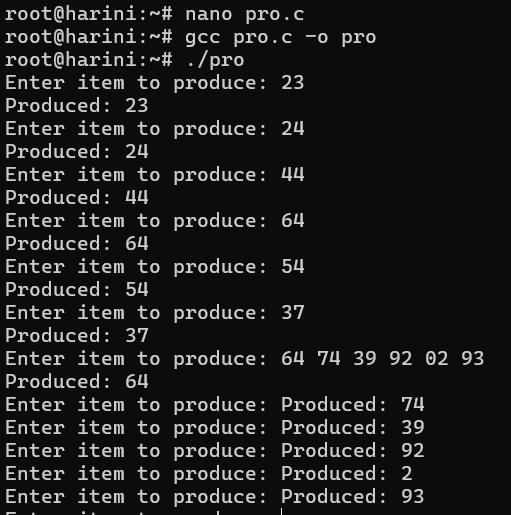 root@harini:~# nano pro.c
root@harini:~# gcc pro.c -o pro
root@harini:~# ./pro
Enter item to produce: 23
Produced: 23
Enter item to produce: 24
Produced: 24
Enter item to produce: 44
Produced: 44
Enter item to produce: 64
Produced: 64
Enter item to produce: 54
Produced: 54
Enter item to produce: 37
Produced: 37
Enter item to produce: 64 74 39 92 02 93
Produced: 64
Enter item to produce: Produced: 74
Enter item to produce: Produced: 39
Enter item to produce: Produced: 92
Enter item to produce: Produced: 2
Enter item to produce: Produced: 93